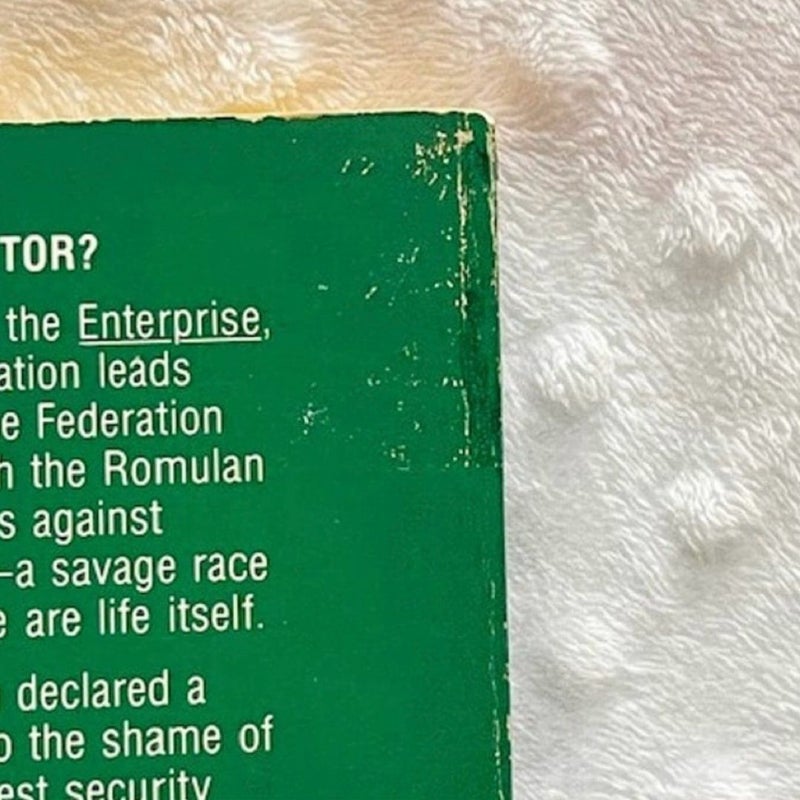 TOR?
the Enterprise,
ation leads
e Federation
h the Romulan
s against
–a savage race
e are life itself.
declared a
o the shame of
est security